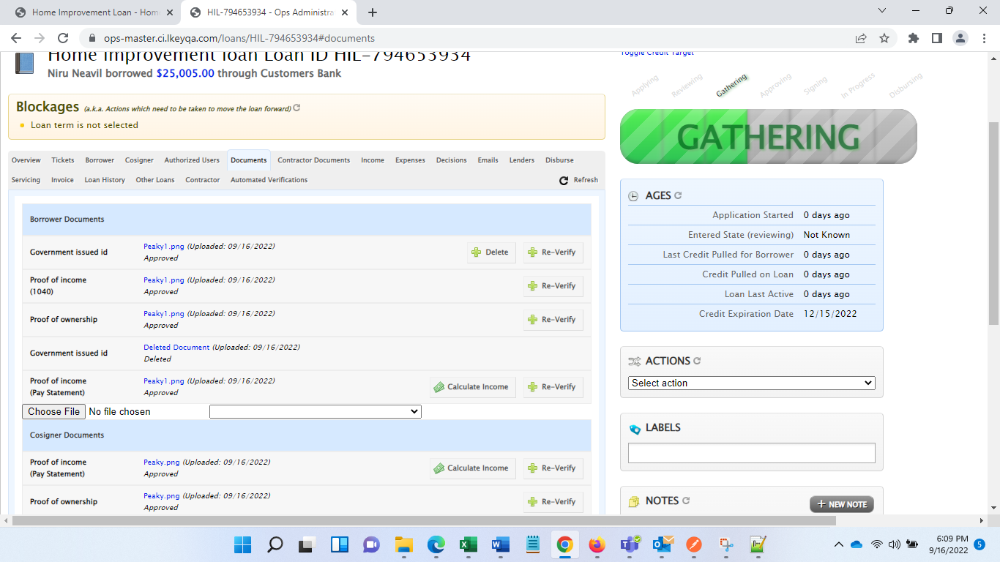 Home Improvement Loan - Hom
HIL-794653934 - Ops Administra
ops-master.ci.lkeyqa.com/loans/HIL-794653934#documents
Home Improvement loan Loan ID HIL-794653934
Niru Neavil borrowed $25,005.00 through Customers Bank
Toggle Credit Target
Applying Reviewing Gathering Approving Signing In Progress Disbursing
GATHERING
Blockages (a.k.a. Actions which need to be taken to move the loan forward)
Loan term is not selected
Overview Tickets Borrower Cosigner Authorized Users Documents Contractor Documents Income Expenses Decisions Emails Lenders Disburse
Servicing Invoice Loan History Other Loans Contractor Automated Verifications Refresh
Borrower Documents
Government issued id Peaky1.png (Uploaded: 09/16/2022) Delete Re-Verify
Approved
Proof of income Peaky1.png (Uploaded: 09/16/2022) Re-Verify
(1040) Approved
Proof of ownership Peaky1.png (Uploaded: 09/16/2022) Re-Verify
Approved
Government issued id Deleted Document (Uploaded: 09/16/2022)
Deleted
Proof of income Peaky1.png (Uploaded: 09/16/2022) Calculate Income Re-Verify
(Pay Statement) Approved
Choose File No file chosen
Cosigner Documents
Proof of income Peaky.png (Uploaded: 09/16/2022) Calculate Income Re-Verify
(Pay Statement) Approved
Proof of ownership Peaky.png (Uploaded: 09/16/2022) Re-Verify
Approved
AGES
Application Started 0 days ago
Entered State (reviewing) Not Known
Last Credit Pulled for Borrower 0 days ago
Credit Pulled on Loan 0 days ago
Loan Last Active 0 days ago
Credit Expiration Date 12/15/2022
ACTIONS
Select action
LABELS
NOTES
+ NEW NOTE
6:09 PM
9/16/2022
5